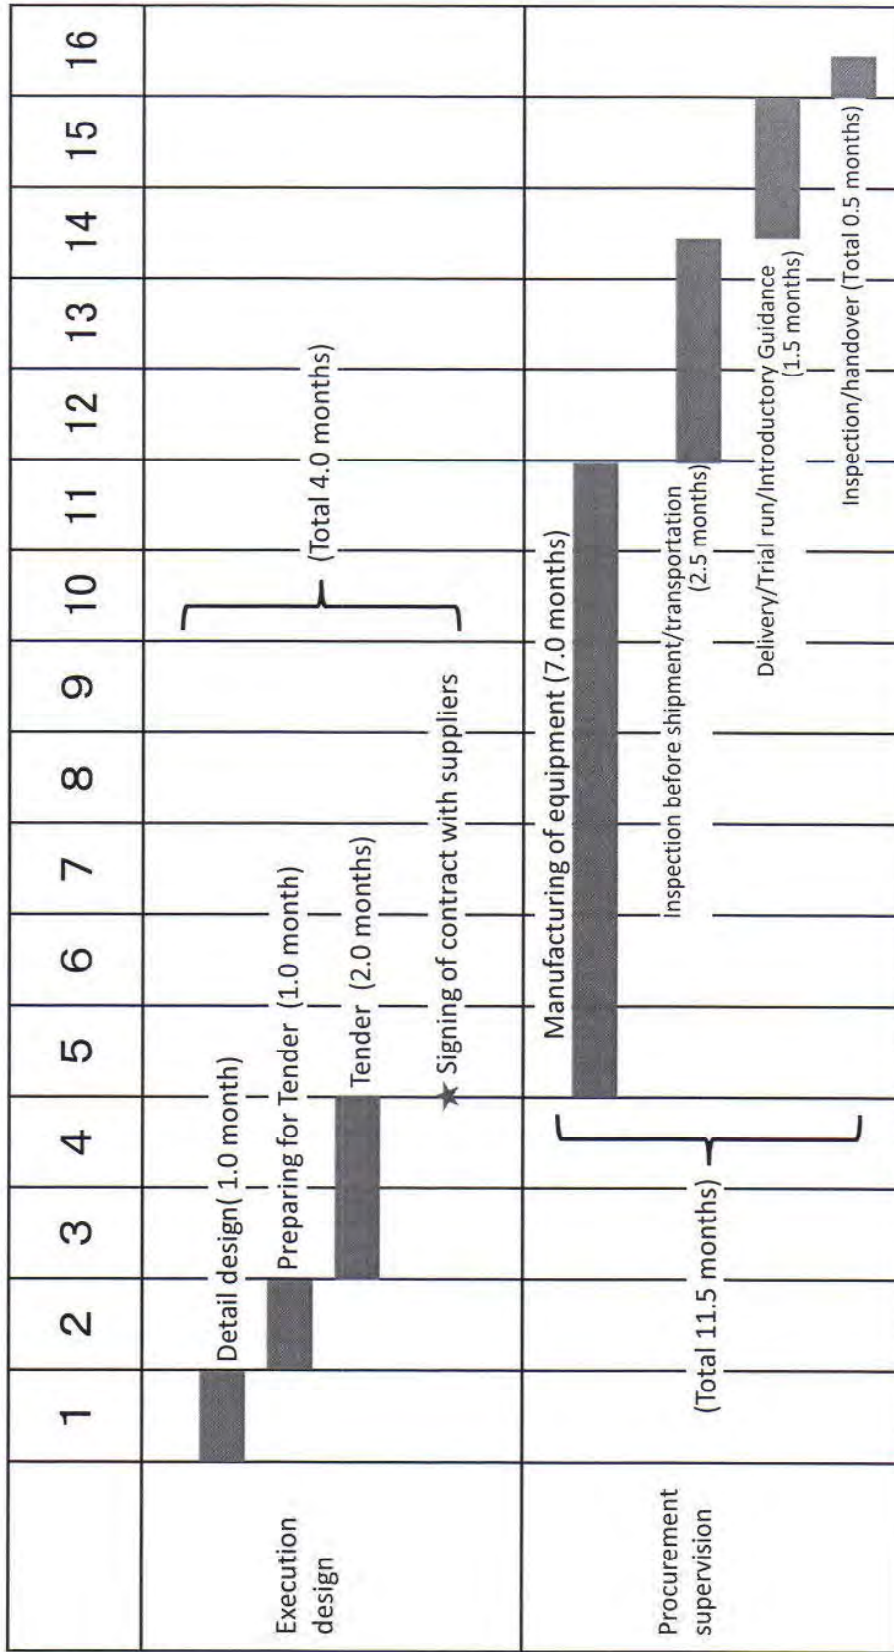 1 2 3 4 5 6 7 8 9 10 11 12 13 14 15 16
Execution
design
Detail design( 1.0 month)
Preparing for Tender (1.0 month)
Tender (2.0 months)
Signing of contract with suppliers
(Total 4.0 months)
Procurement
supervision
(Total 11.5 months)
Manufacturing of equipment (7.0 months)
Inspection before shipment/transportation
(2.5 months)
Delivery/Trial run/Introductory Guidance
(1.5 months)
Inspection/handover (Total 0.5 months)